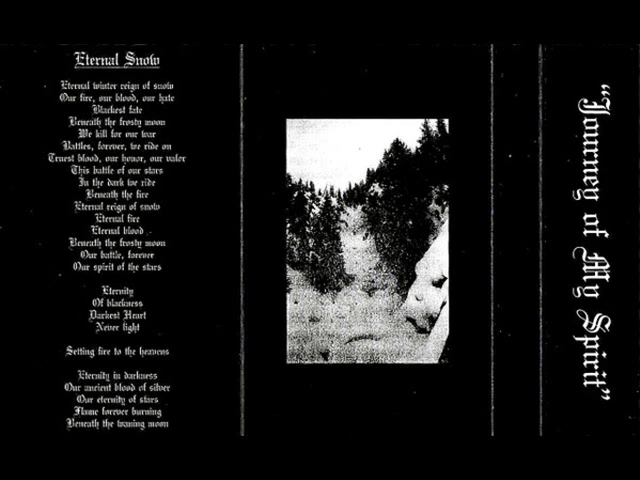 Eternal Snow
Eternal winter reign of snow
Our fire, our blood, our hate
Blackest fate
Beneath the frosty moon
We kill for our war
Battles, forever, we ride on
Truest blood, our honor, our valor
This battle of our stars
In the dark we ride
Beneath the fire
Eternal reign of snow
Eternal fire
Eternal blood
Beneath the frosty moon
Our battle, forever
Our spirit of the stars
Eternity
Of blackness
Darkest Heart
Never light
Setting fire to the heavens
Eternity in darkness
Our ancient blood of silver
Our eternity of stars
Flame forever burning
Beneath the waning moon
"Journey of My Spirit"